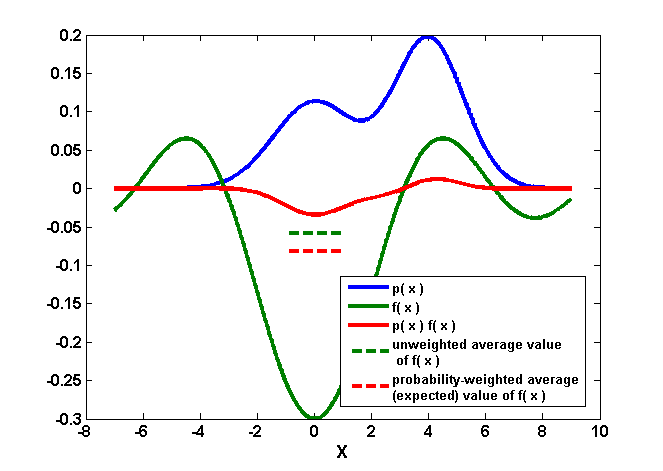 0.2
0.15
0.1
0.05
0
-0.05
-0.1
-0.15
-0.2
-0.25
-0.3
p( x )
f( x )
p( x ) f( x )
unweighted average value
of f( x )
probability-weighted average
(expected) value of f( x )
-8 -6 -4 -2 0 2 4 6 8 10
X